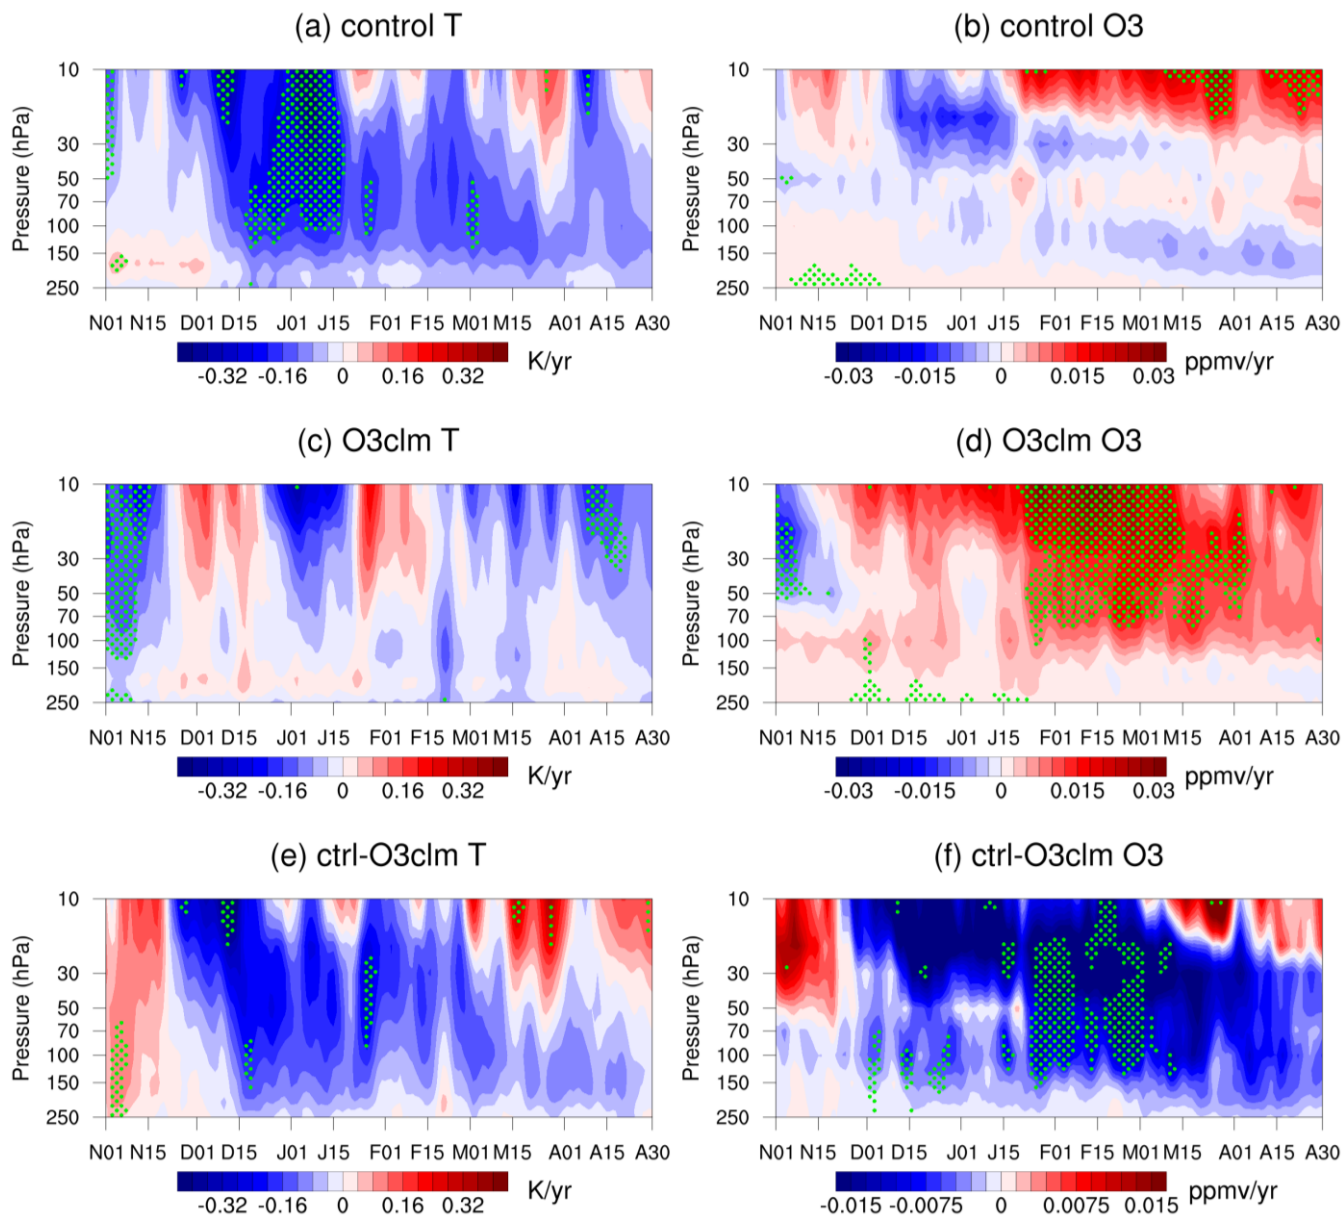 (a) control T
(b) control O3
10
30
50
70
100
150
250
Pressure (hPa)
N01 N15 D01 D15 J01 J15 F01 F15 M01 M15 A01 A15 A30
-0.32 -0.16 0 0.16 0.32 K/yr
10
30
50
70
100
150
250
Pressure (hPa)
N01 N15 D01 D15 J01 J15 F01 F15 M01 M15 A01 A15 A30
-0.03 -0.015 0 0.015 0.03 ppmv/yr
(c) O3clm T
(d) O3clm O3
10
30
50
70
100
150
250
Pressure (hPa)
N01 N15 D01 D15 J01 J15 F01 F15 M01 M15 A01 A15 A30
-0.32 -0.16 0 0.16 0.32 K/yr
10
30
50
70
100
150
250
Pressure (hPa)
N01 N15 D01 D15 J01 J15 F01 F15 M01 M15 A01 A15 A30
-0.03 -0.015 0 0.015 0.03 ppmv/yr
(e) ctrl-O3clm T
(f) ctrl-O3clm O3
10
30
50
70
100
150
250
Pressure (hPa)
N01 N15 D01 D15 J01 J15 F01 F15 M01 M15 A01 A15 A30
-0.32 -0.16 0 0.16 0.32 K/yr
10
30
50
70
100
150
250
Pressure (hPa)
N01 N15 D01 D15 J01 J15 F01 F15 M01 M15 A01 A15 A30
-0.015 -0.0075 0 0.0075 0.015 ppmv/yr